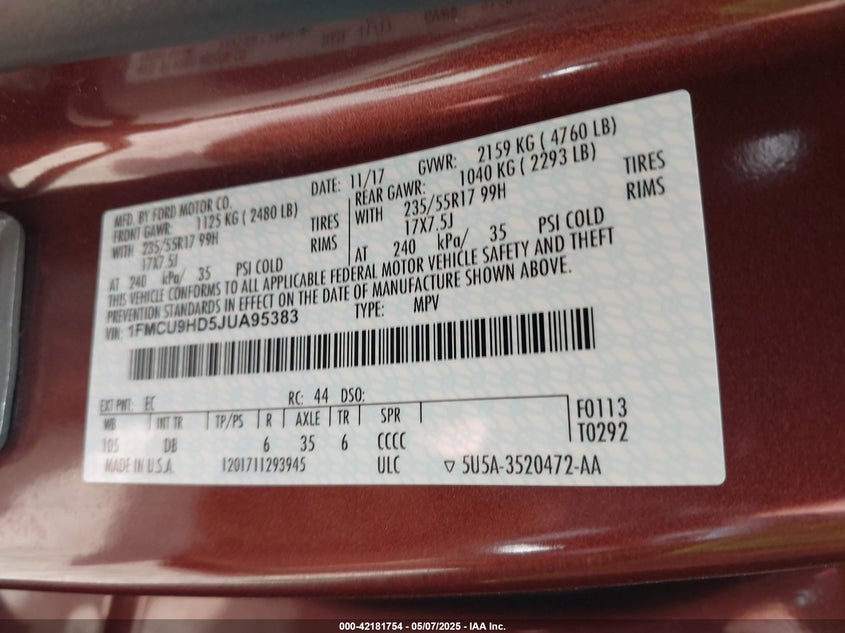 MFD. BY FORD MOTOR CO.
DATE: 11/17
GVWR: 2159 KG ( 4760 LB)
FRONT GAWR: 1125 KG ( 2480 LB)
REAR GAWR: 1040 KG ( 2293 LB)
WITH 235/55R17 99H TIRES
WITH 235/55R17 99H TIRES
17X7.5J RIMS
17X7.5J RIMS
AT 240 kPa/ 35 PSI COLD
AT 240 kPa/ 35 PSI COLD
THIS VEHICLE CONFORMS TO ALL APPLICABLE FEDERAL MOTOR VEHICLE SAFETY AND THEFT
PREVENTION STANDARDS IN EFFECT ON THE DATE OF MANUFACTURE SHOWN ABOVE.
VIN: 1FMCU9HD5JUA95383 TYPE: MPV
EXT PNT: EC RC: 44 DSO:
WB INT TR TP/PS R AXLE TR SPR
F0113
105 DB 6 35 6 CCCC
T0292
MADE IN U.S.A. 1201711293945 ULC ▽ 5U5A-3520472-AA
000-42181754 - 05/07/2025 - IAA Inc.